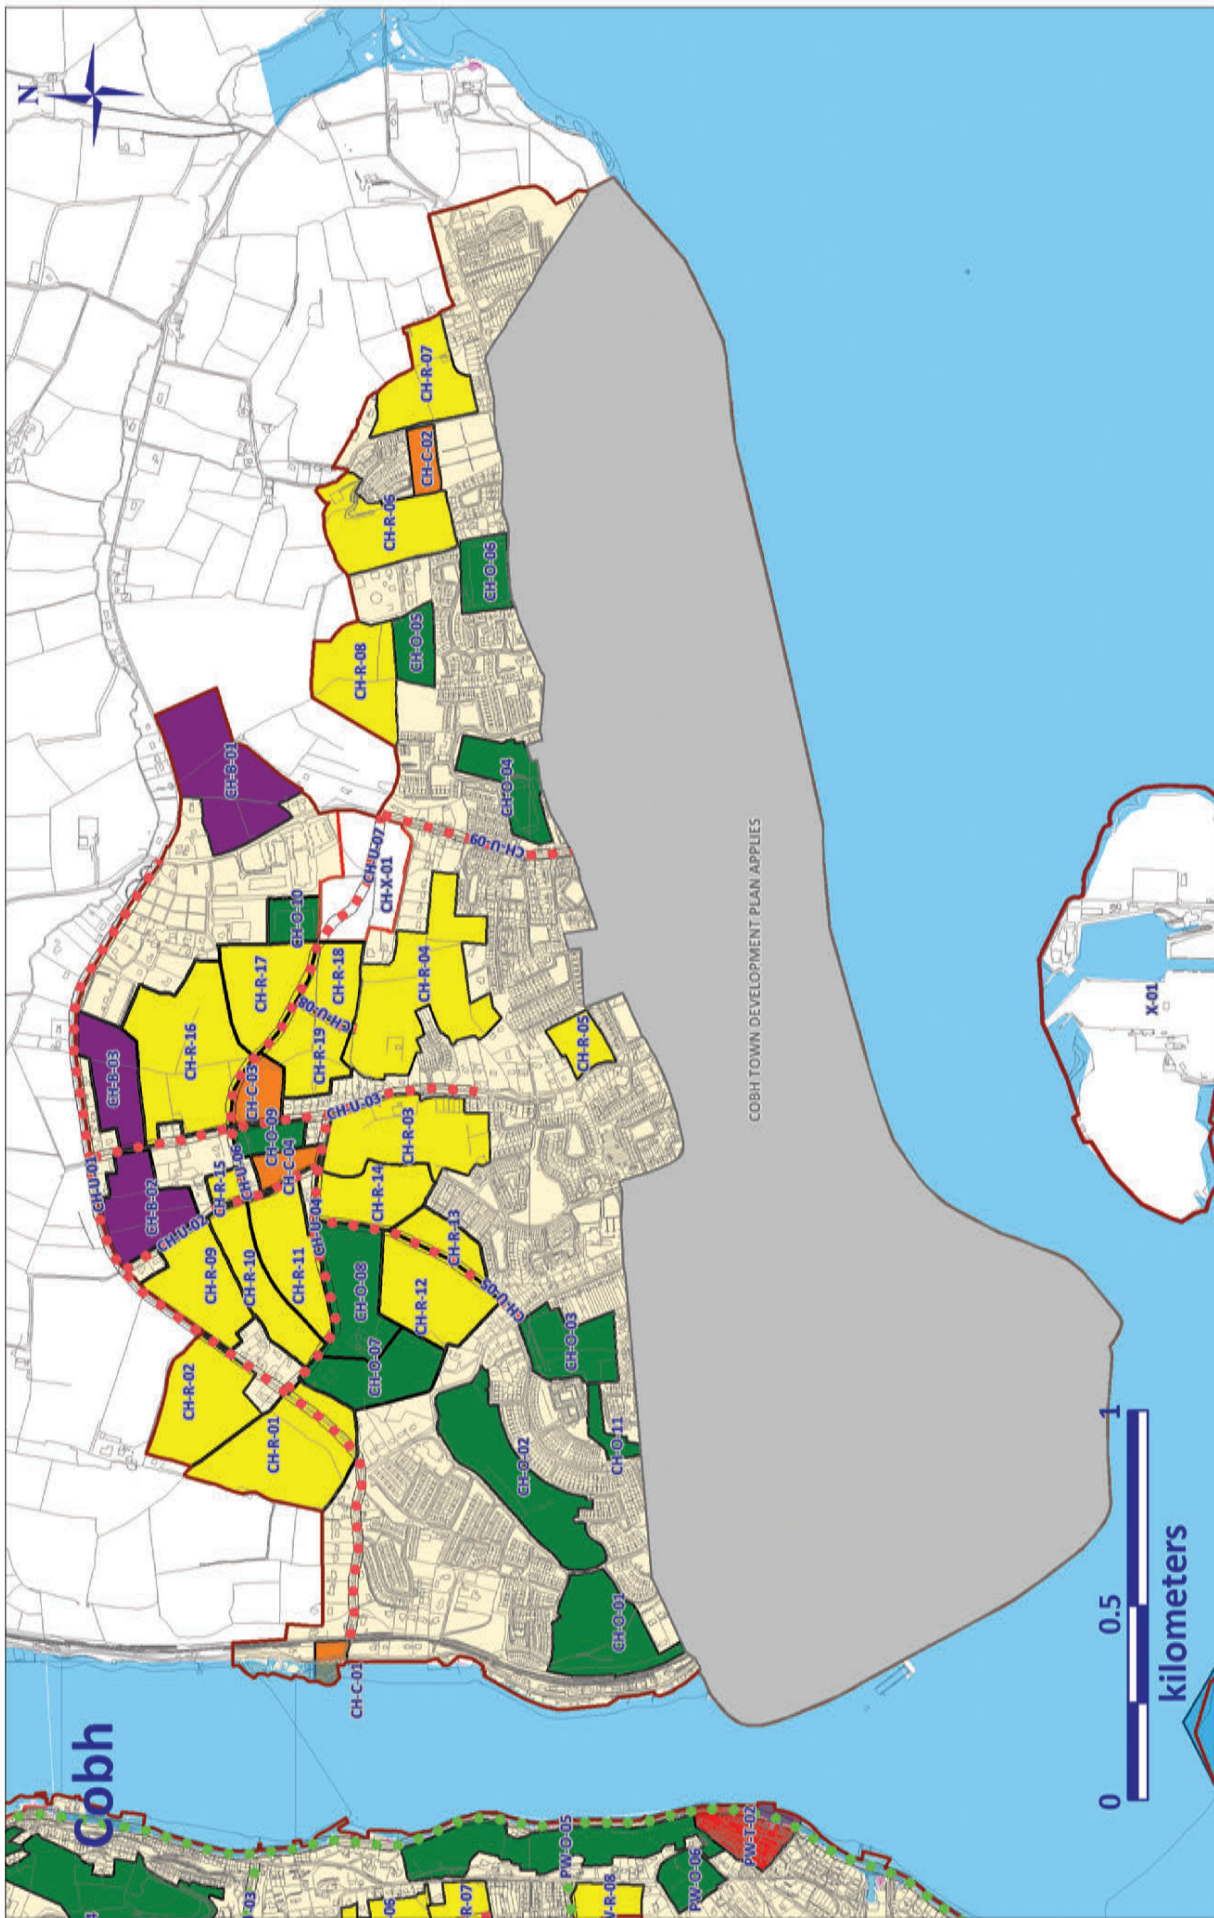 Cobh
N
CH-U-01
CH-B-03
CH-B-02
CH-B-01
CH-U-02
CH-R-15
CH-U-06
CH-R-16
CH-R-17
CH-O-10
CH-R-02
CH-R-09
CH-R-10
CH-R-11
CH-C-03
CH-O-09
CH-C-04
CH-R-19
CH-U-08
CH-R-18
CH-U-07
CH-X-01
CH-R-01
CH-U-04
CH-U-03
CH-R-14
CH-R-03
CH-R-04
CH-R-08
CH-R-06
CH-C-02
CH-R-07
CH-C-01
CH-O-07
CH-O-08
CH-R-12
CH-R-13
CH-U-05
CH-U-09
CH-O-04
CH-O-05
CH-O-06
CH-R-05
CH-O-02
CH-O-03
CH-O-11
CH-O-01
COBH TOWN DEVELOPMENT PLAN APPLIES
X-01
PW-O-05
PW-O-06
PW-T-02
-03
-06
R-07
V-R-08
4
0 0.5 1
kilometers